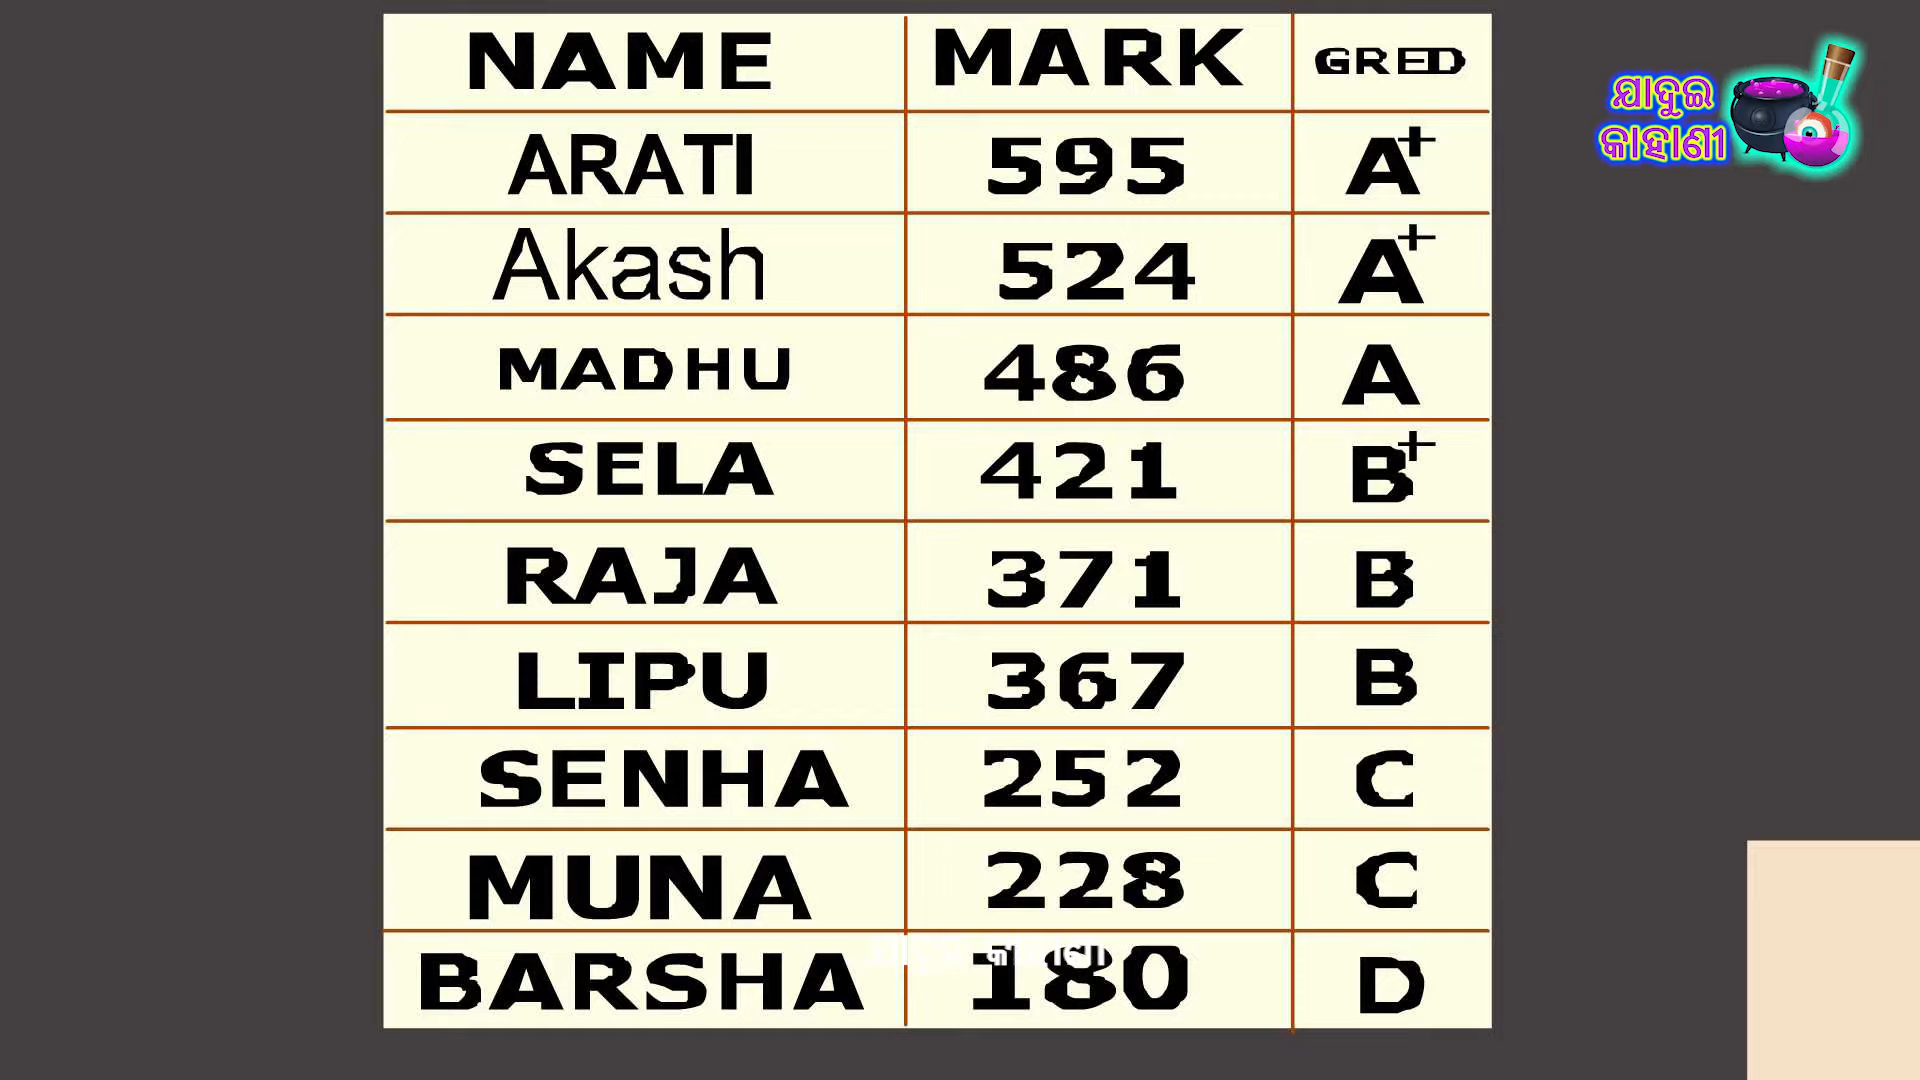 NAME MARK GRED
ARATI 595 A+
Akash 524 A+
MADHU 486 A
SELA 421 B+
RAJA 371 B
LIPU 367 B
SENHA 252 C
MUNA 228 C
BARSHA 180 D
ଯାଦୁଇ
କାହାଣୀ